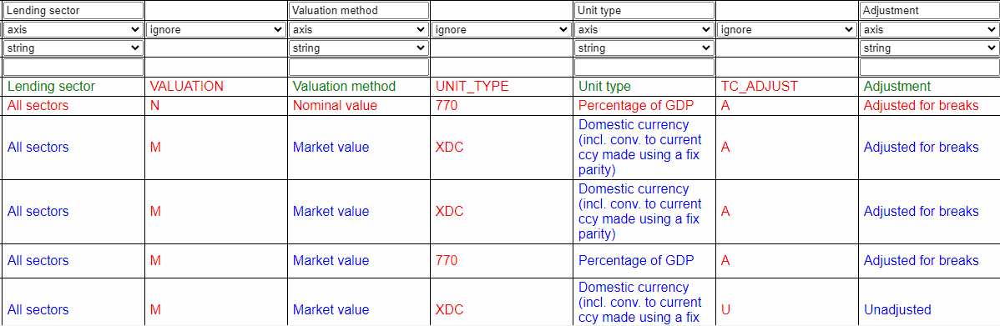 Lending sector Valuation method Unit type Adjustment
axis ignore axis ignore axis ignore axis
string string string string
Lending sector VALUATION Valuation method UNIT_TYPE Unit type TC_ADJUST Adjustment
All sectors N Nominal value 770 Percentage of GDP A Adjusted for breaks
All sectors M Market value XDC Domestic currency
(incl. conv. to current
ccy made using a fix
parity) A Adjusted for breaks
All sectors M Market value XDC Domestic currency
(incl. conv. to current
ccy made using a fix
parity) A Adjusted for breaks
All sectors M Market value 770 Percentage of GDP A Adjusted for breaks
All sectors M Market value XDC Domestic currency
(incl. conv. to current
ccy made using a fix U Unadjusted